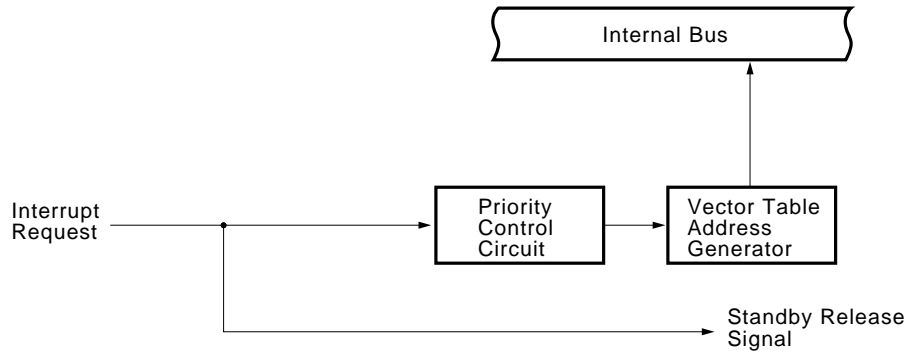 Internal Bus
Interrupt
Request
Priority
Control
Circuit
Vector Table
Address
Generator
Standby Release
Signal